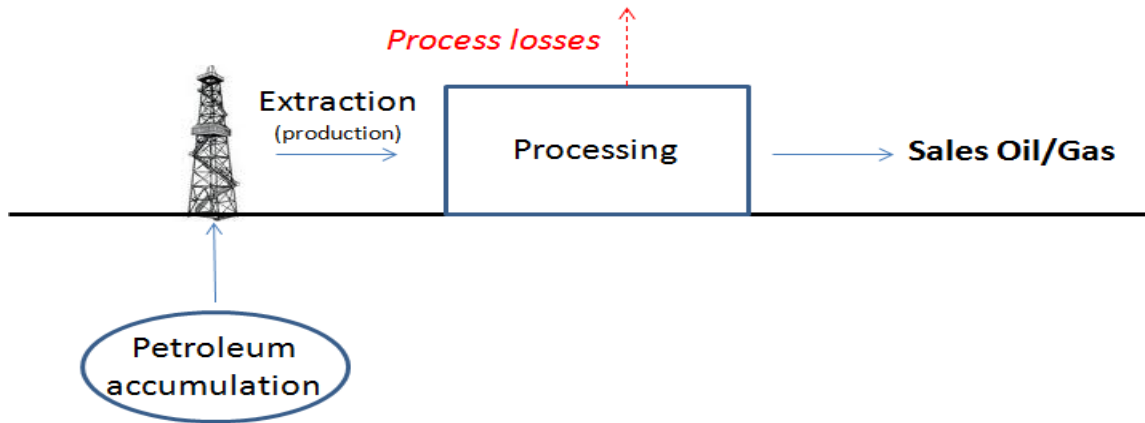 Process losses
Extraction
(production)
Processing
Sales Oil/Gas
Petroleum
accumulation